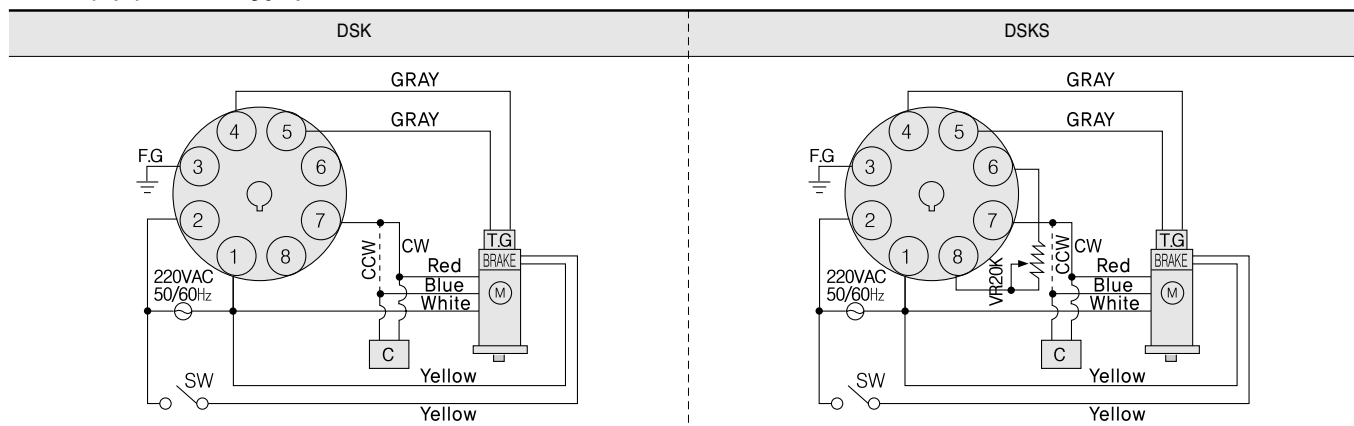 DSK
GRAY
GRAY
4
5
F.G
3
6
2
7
1
8
T.G
BRAKE
M
CCW
CW
Red
Blue
White
220VAC
50/60Hz
C
Yellow
SW
Yellow
DSKS
GRAY
GRAY
4
5
F.G
3
6
2
7
1
8
T.G
BRAKE
M
VR20K
CCW
CW
Red
Blue
White
220VAC
50/60Hz
C
Yellow
SW
Yellow